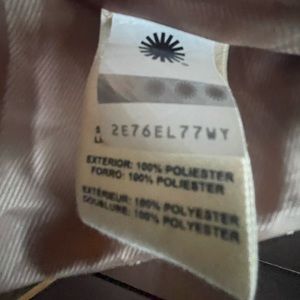 2E76EL77WY
EXTERIOR: 100% POLIESTER
FORRO: 100% POLIESTER
EXTÉRIEUR: 100% POLYESTER
DOUBLURE: 100% POLYESTER